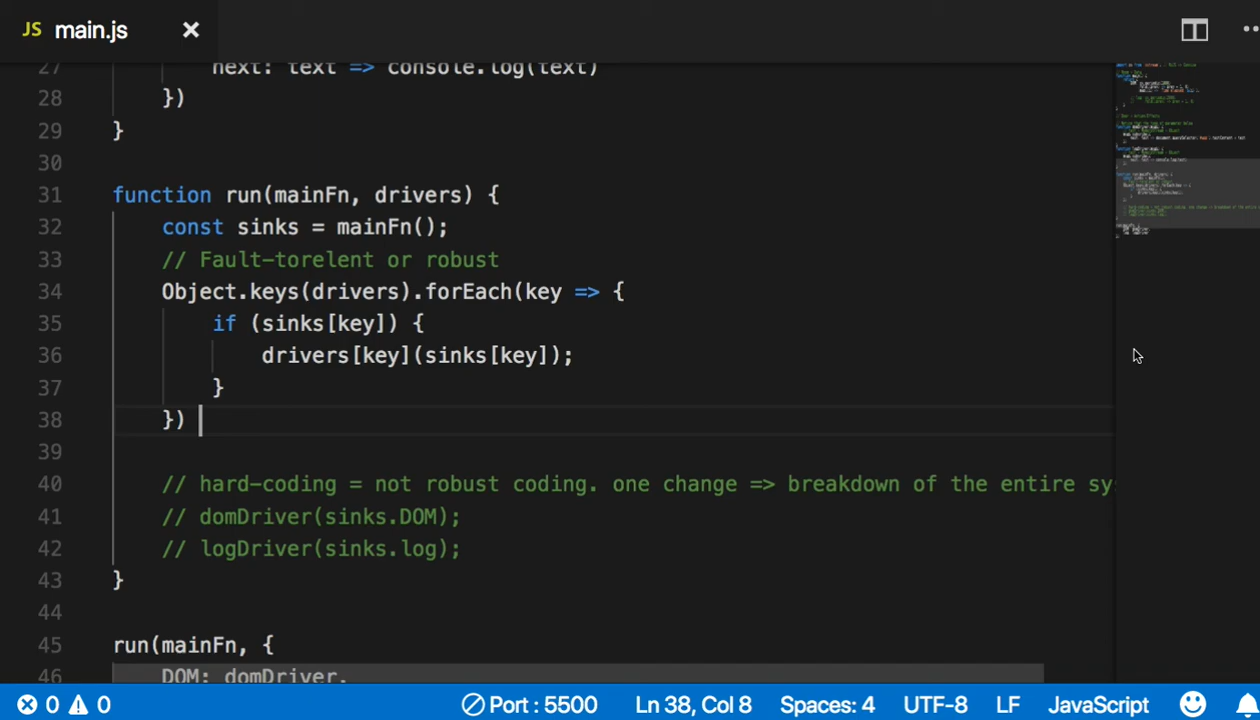 JS main.js
27 next: text => console.log(text)
28 })
29 }
30
31 function run(mainFn, drivers) {
32 const sinks = mainFn();
33 // Fault-torelent or robust
34 Object.keys(drivers).forEach(key => {
35 if (sinks[key]) {
36 drivers[key](sinks[key]);
37 }
38 })
39
40 // hard-coding = not robust coding. one change => breakdown of the entire sy
41 // domDriver(sinks.DOM);
42 // logDriver(sinks.log);
43 }
44
45 run(mainFn, {
46 DOM: domDriver,
0 0 Port : 5500 Ln 38, Col 8 Spaces: 4 UTF-8 LF JavaScript